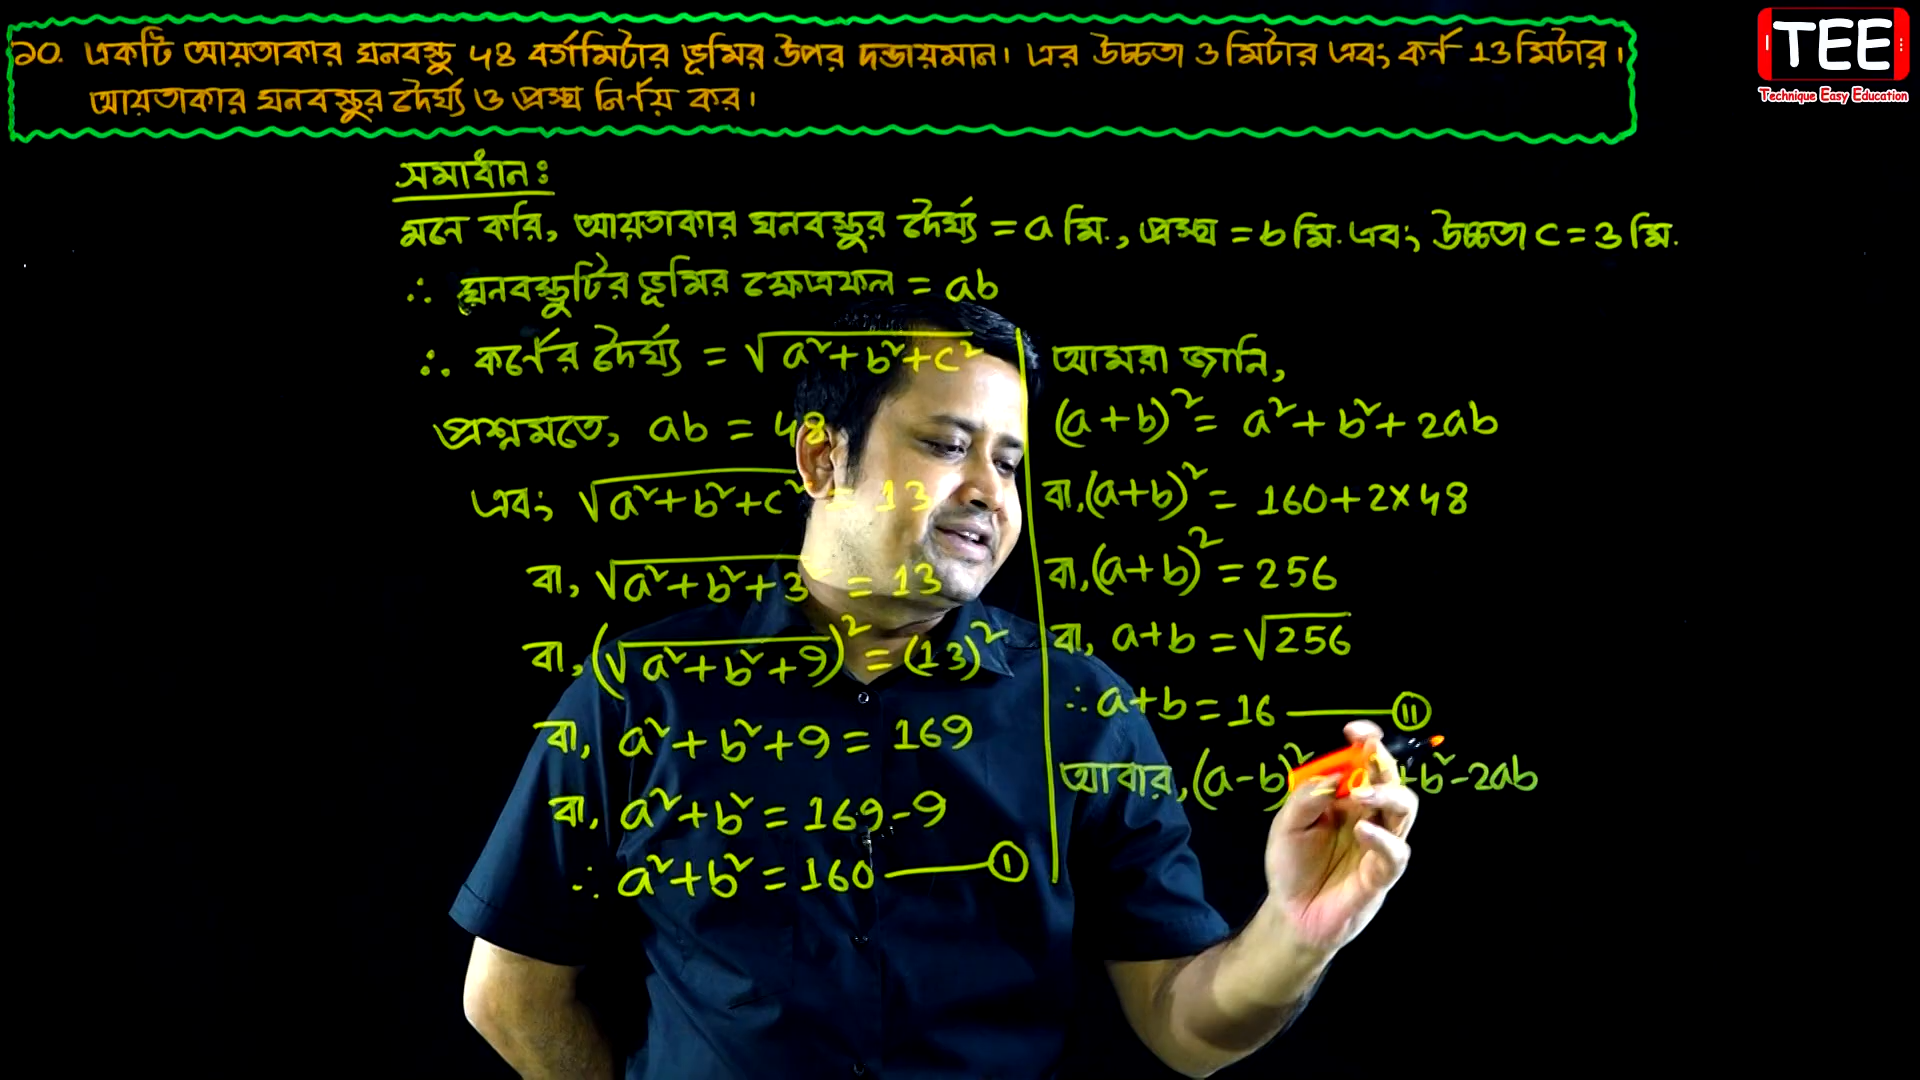 ১০. একটি আয়তাকার ঘনবস্তু 48 বর্গমিটার ভূমির উপর দন্ডায়মান। এর উচ্চতা 3 মিটার এবং কর্ণ 13 মিটার।
আয়তাকার ঘনবস্তুর দৈর্ঘ্য ও প্রস্থ নির্ণয় কর।
TEE
Technique Easy Education
সমাধানঃ
মনে করি, আয়তাকার ঘনবস্তুর দৈর্ঘ্য = a মি., প্রস্থ = b মি. এবং উচ্চতা c = 3 মি.
∴ ঘনবস্তুটির ভূমির ক্ষেত্রফল = ab
∴ কর্ণের দৈর্ঘ্য = √(a²+b²+c²)
প্রশ্নমতে, ab = 48
এবং √(a²+b²+c²) = 13
বা, √(a²+b²+3²) = 13
বা, (√(a²+b²+9))² = (13)²
বা, a²+b²+9 = 169
বা, a²+b² = 169-9
∴ a²+b² = 160 — (I)
আমরা জানি,
(a+b)² = a²+b²+2ab
বা, (a+b)² = 160+2×48
বা, (a+b)² = 256
বা, a+b = √256
∴ a+b = 16 — (II)
আবার, (a-b)² = a²+b²-2ab